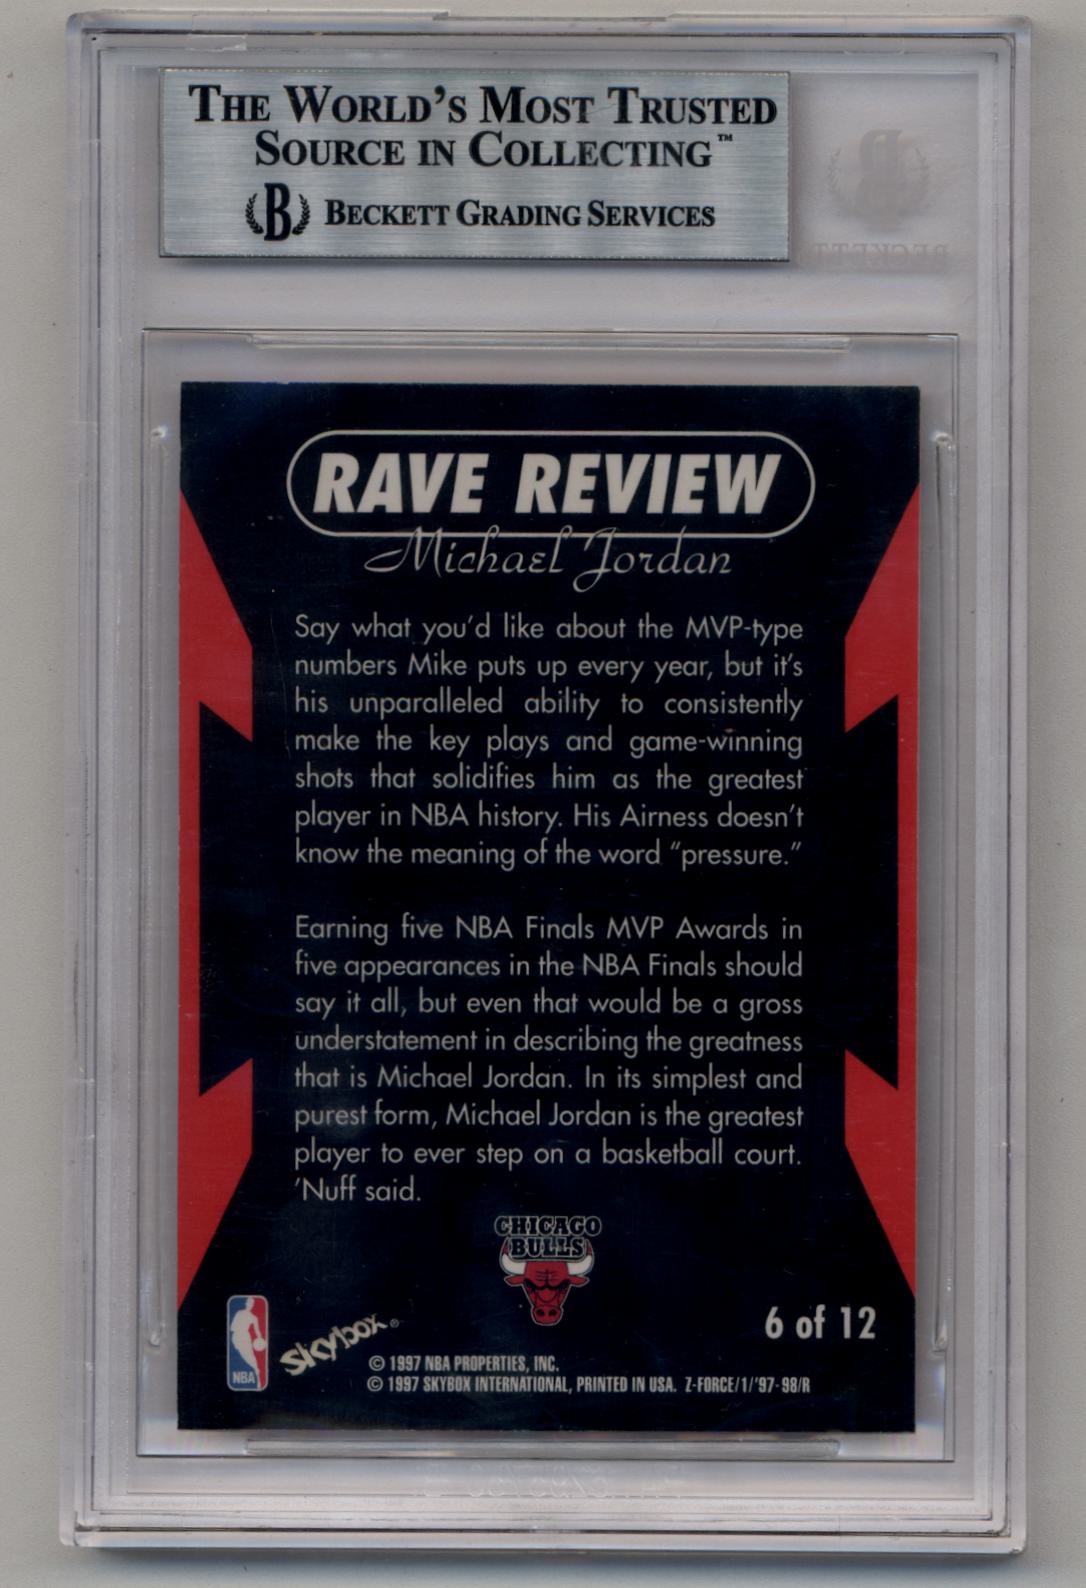 THE WORLD'S MOST TRUSTED
SOURCE IN COLLECTING™
B BECKETT GRADING SERVICES
BECKETT
RAVE REVIEW
Michael Jordan
Say what you'd like about the MVP-type
numbers Mike puts up every year, but it's
his unparalleled ability to consistently
make the key plays and game-winning
shots that solidifies him as the greatest
player in NBA history. His Airness doesn't
know the meaning of the word "pressure."
Earning five NBA Finals MVP Awards in
five appearances in the NBA Finals should
say it all, but even that would be a gross
understatement in describing the greatness
that is Michael Jordan. In its simplest and
purest form, Michael Jordan is the greatest
player to ever step on a basketball court.
'Nuff said.
CHICAGO
BULLS
6 of 12
NBA
skybox®
© 1997 NBA PROPERTIES, INC.
© 1997 SKYBOX INTERNATIONAL, PRINTED IN USA. Z-FORCE/1/'97-98/R